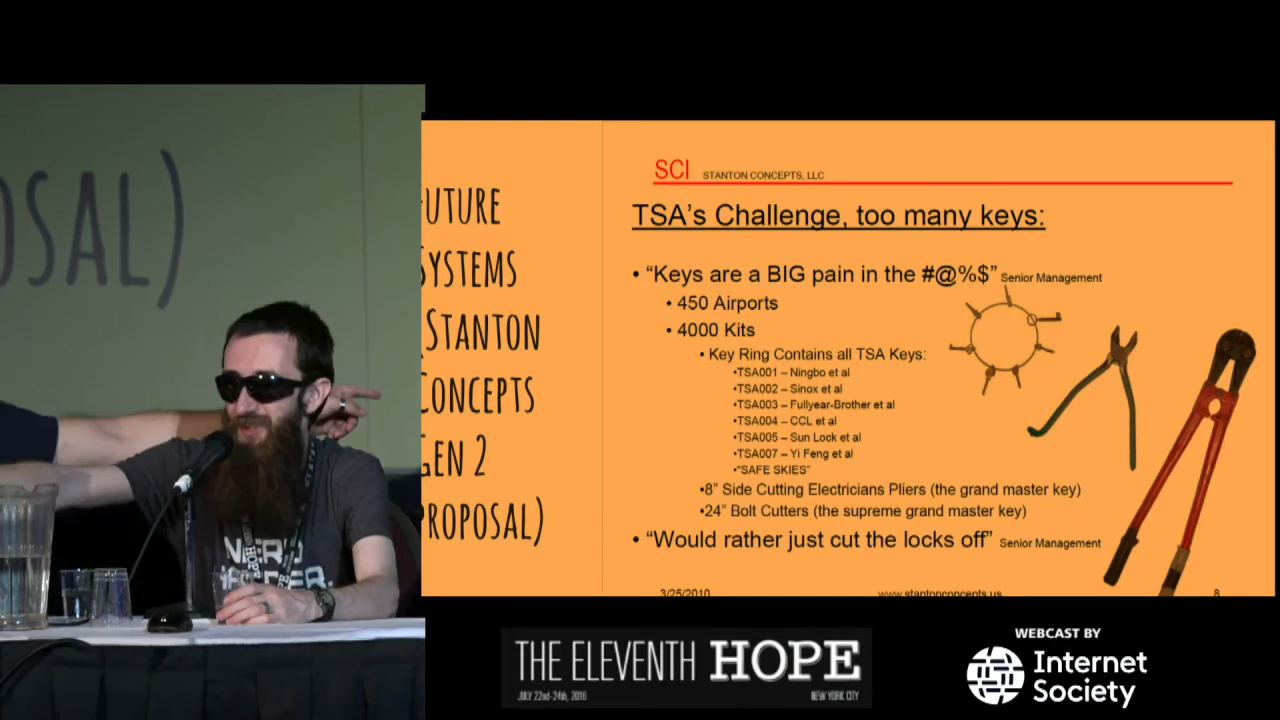 OSAL)
UTURE
SYSTEMS
(STANTON
CONCEPTS
GEN 2
PROPOSAL)
SCI STANTON CONCEPTS, LLC
TSA's Challenge, too many keys:
• “Keys are a BIG pain in the #@%$” Senior Management
• 450 Airports
• 4000 Kits
• Key Ring Contains all TSA Keys:
•TSA001 – Ningbo et al
•TSA002 – Sinox et al
•TSA003 – Fullyear-Brother et al
•TSA004 – CCL et al
•TSA005 – Sun Lock et al
•TSA007 – Yi Feng et al
•“SAFE SKIES”
•8” Side Cutting Electricians Pliers (the grand master key)
•24” Bolt Cutters (the supreme grand master key)
• “Would rather just cut the locks off” Senior Management
3/25/2010 www.stantonconcepts.us 8
HOPE
THE ELEVENTH HOPE
JULY 22nd-24th, 2016 NEW YORK CITY
WEBCAST BY
Internet
Society